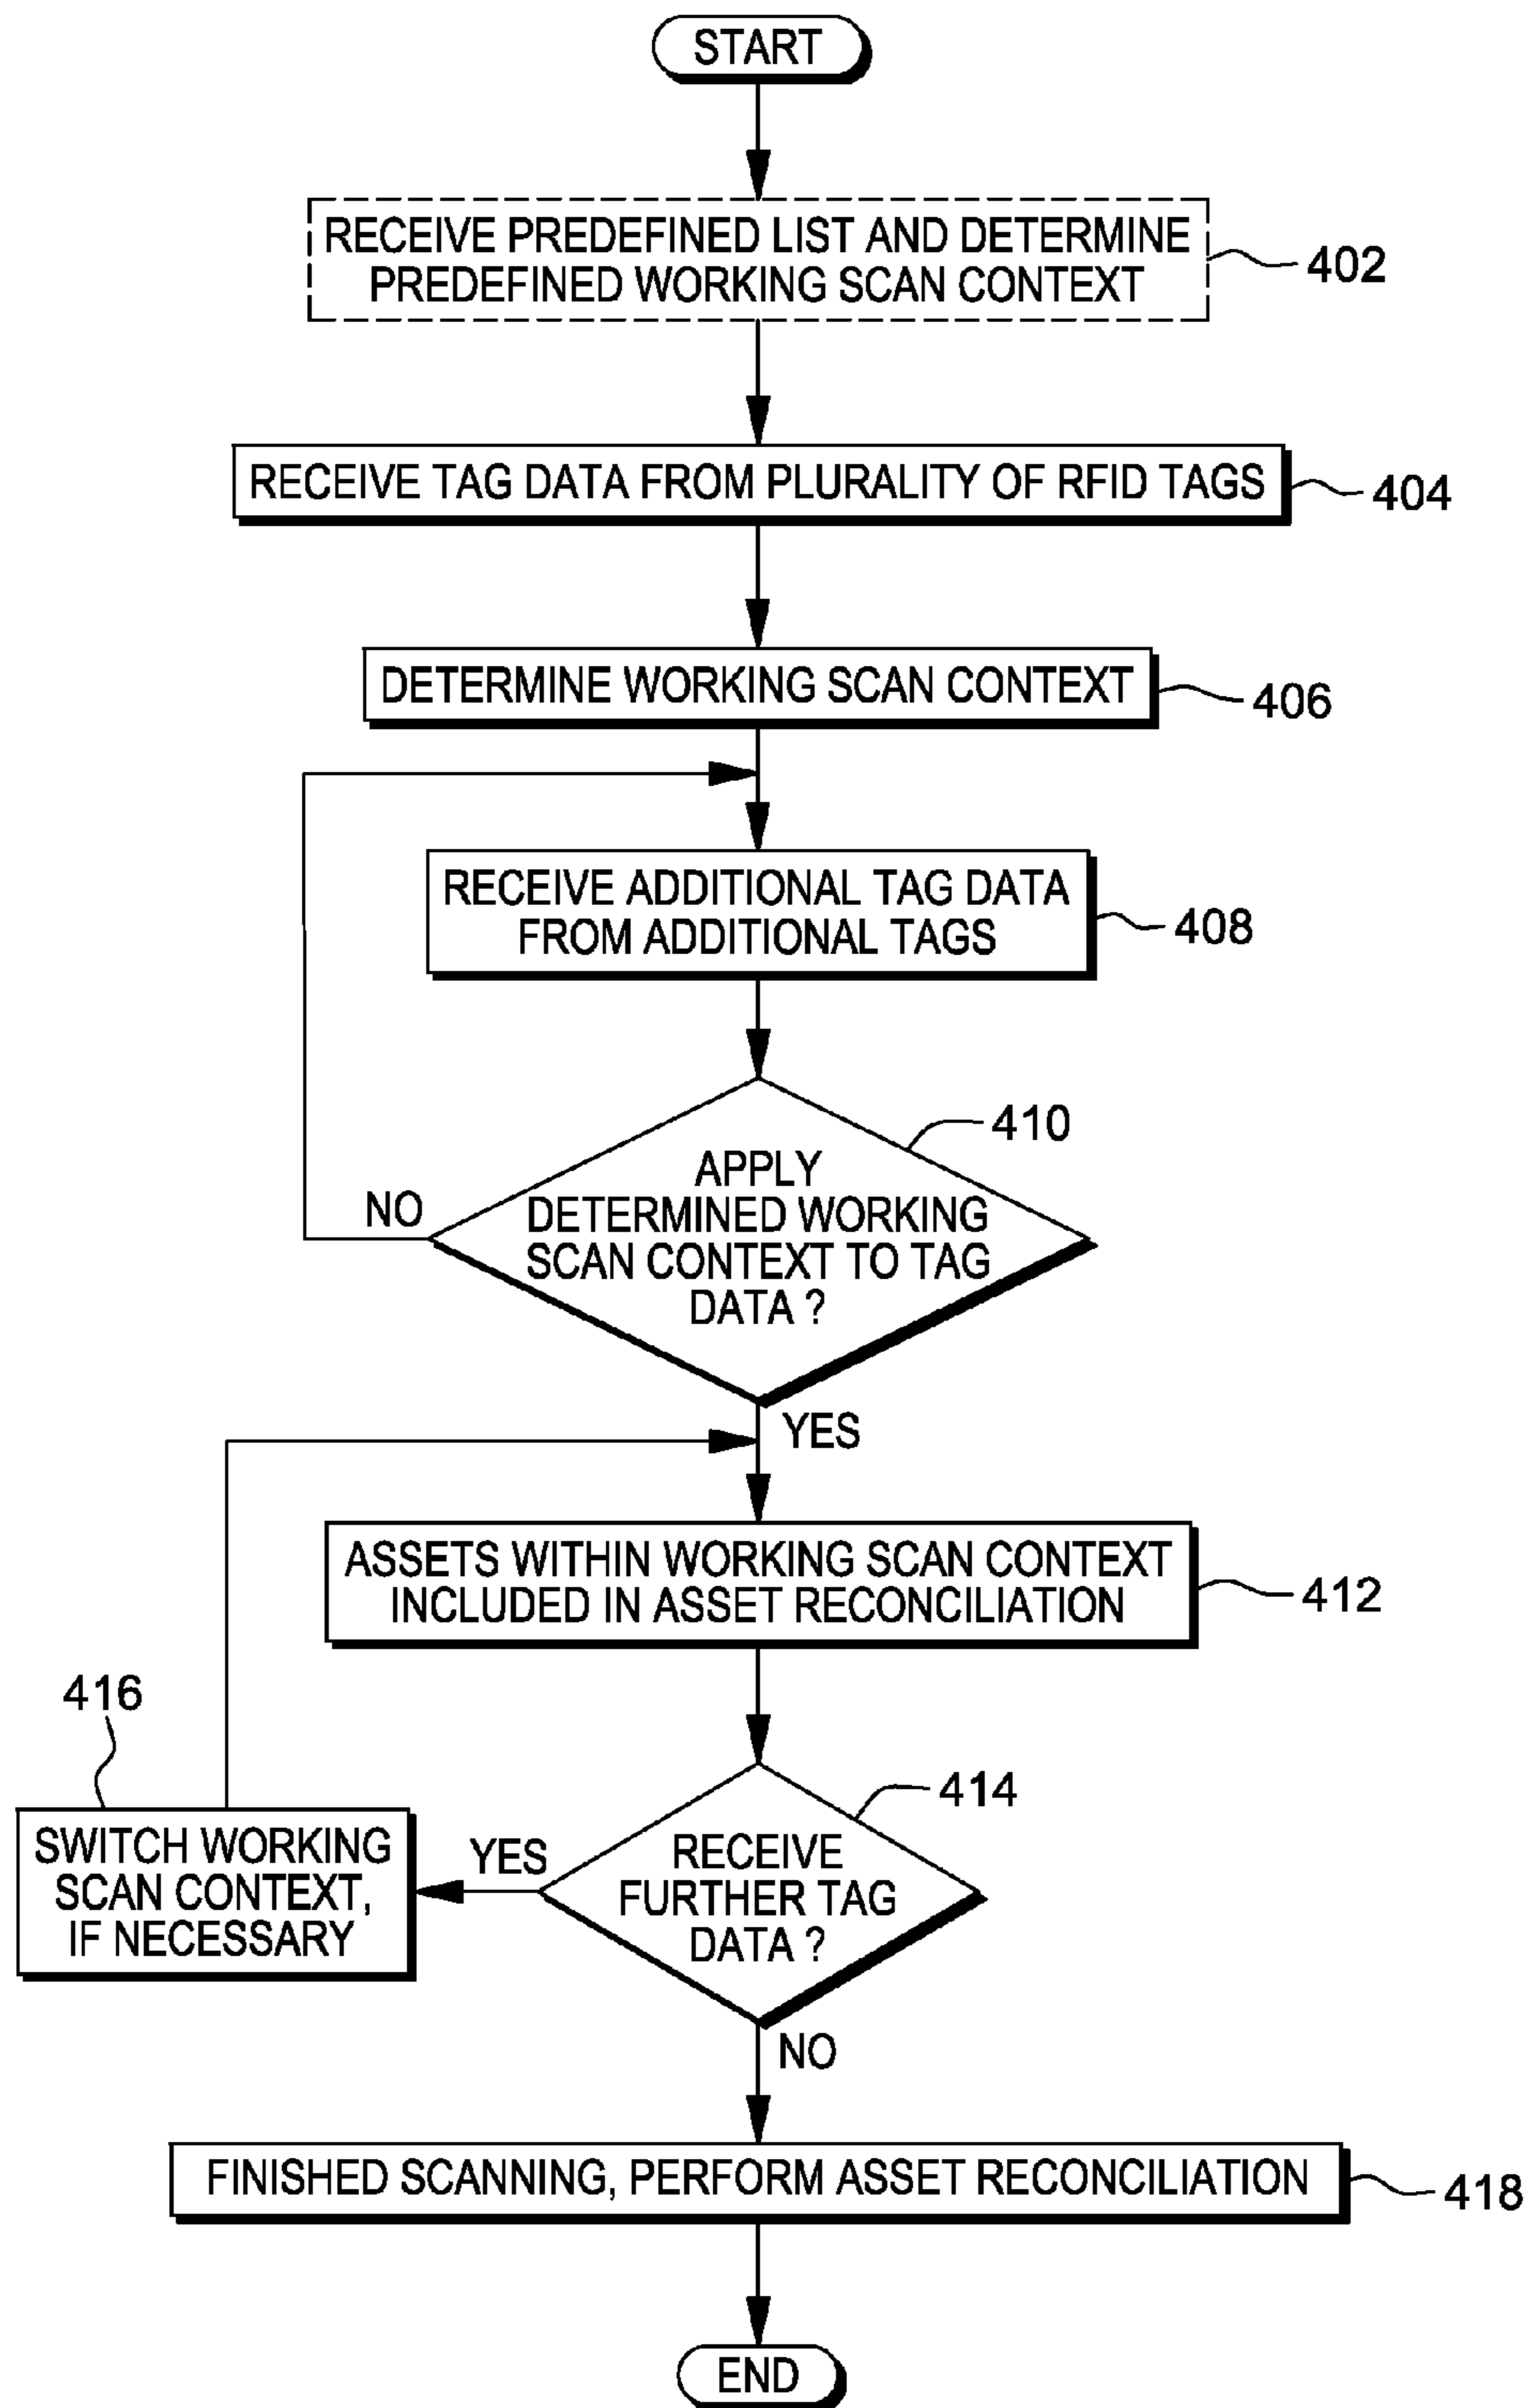 START
RECEIVE PREDEFINED LIST AND DETERMINE
PREDEFINED WORKING SCAN CONTEXT
402
RECEIVE TAG DATA FROM PLURALITY OF RFID TAGS
404
DETERMINE WORKING SCAN CONTEXT
406
RECEIVE ADDITIONAL TAG DATA
FROM ADDITIONAL TAGS
408
410
APPLY
DETERMINED WORKING
SCAN CONTEXT TO TAG
DATA ?
NO
YES
ASSETS WITHIN WORKING SCAN CONTEXT
INCLUDED IN ASSET RECONCILIATION
412
416
SWITCH WORKING
SCAN CONTEXT,
IF NECESSARY
YES
414
RECEIVE
FURTHER TAG
DATA ?
NO
FINISHED SCANNING, PERFORM ASSET RECONCILIATION
418
END